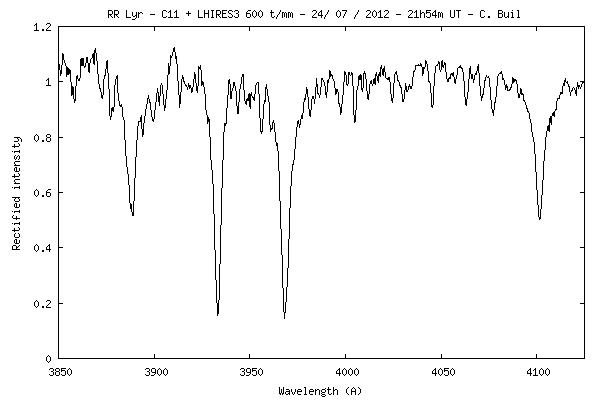 RR Lyr - C11 + LHIRES3 600 t/mm - 24/ 07 / 2012 - 21h54m UT - C. Buil
1.2
1
0.8
0.6
0.4
0.2
0
Rectified intensity
3850 3900 3950 4000 4050 4100
Wavelength (A)